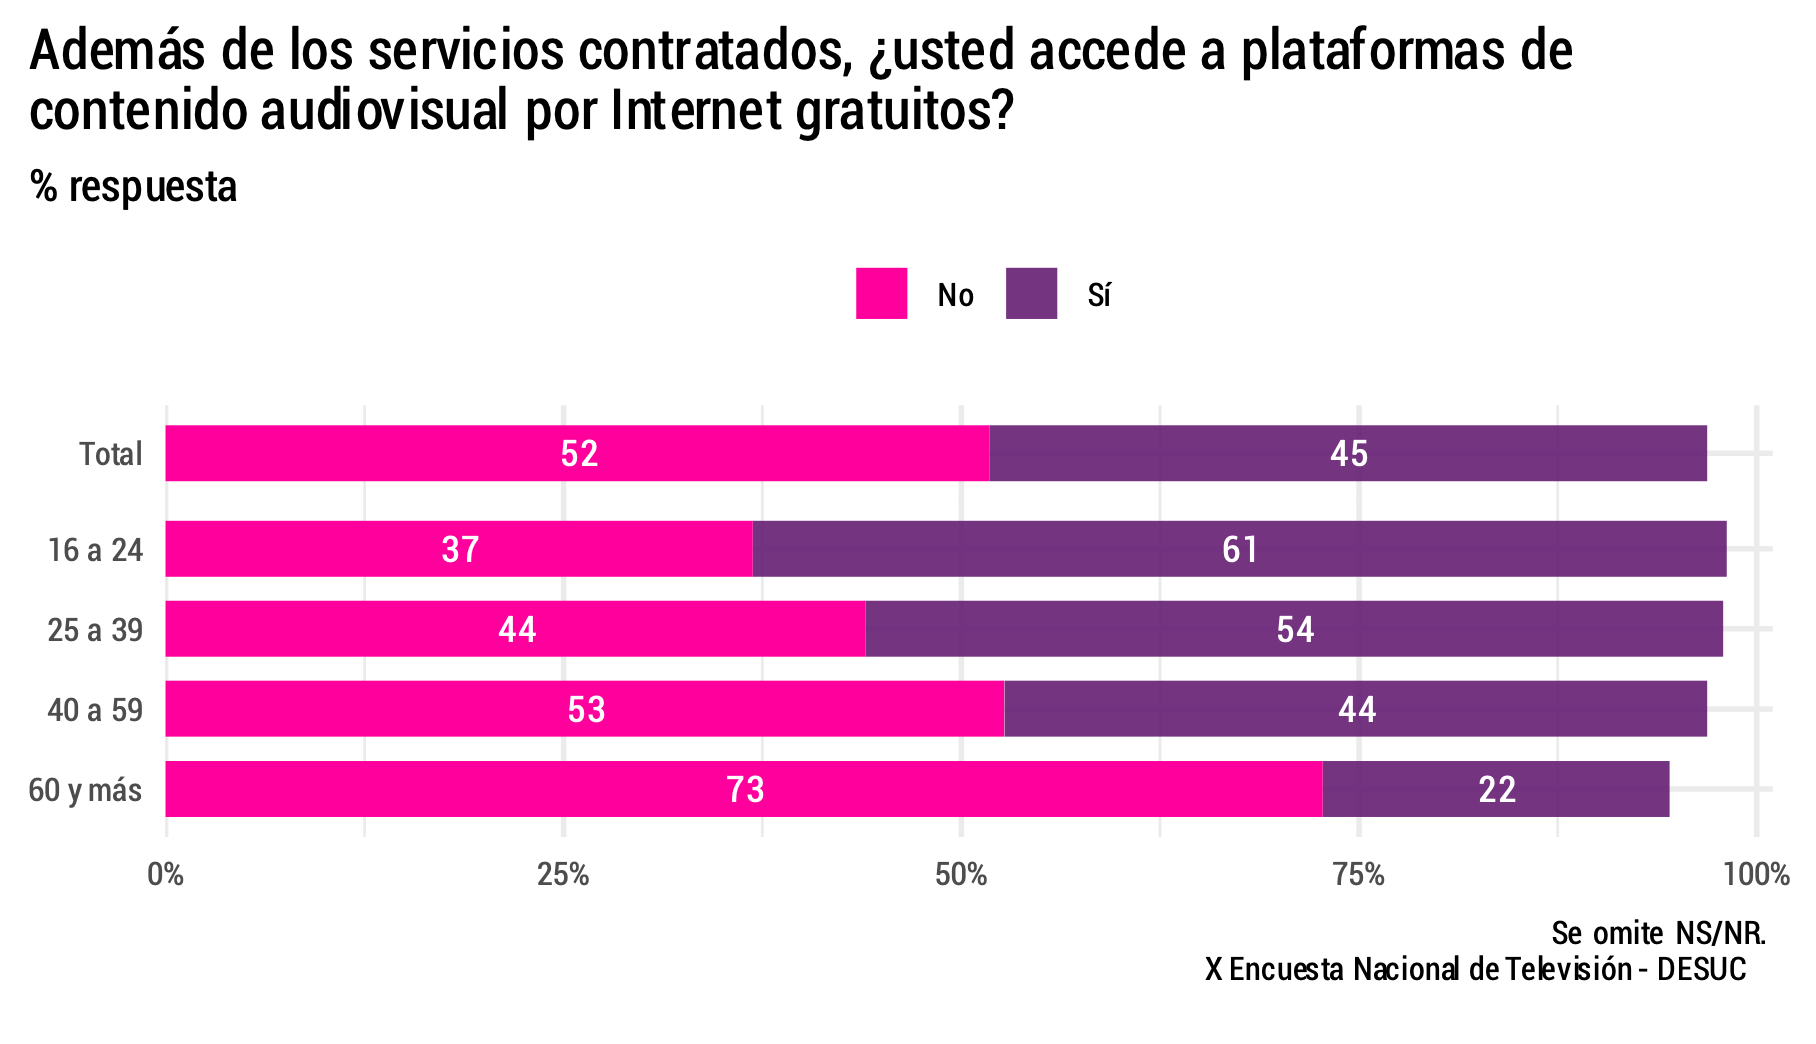 Además de los servicios contratados, ¿usted accede a plataformas de
contenido audiovisual por Internet gratuitos?
% respuesta
No Sí
Total 52 45
16 a 24 37 61
25 a 39 44 54
40 a 59 53 44
60 y más 73 22
0% 25% 50% 75% 100%
Se omite NS/NR.
X Encuesta Nacional de Televisión - DESUC